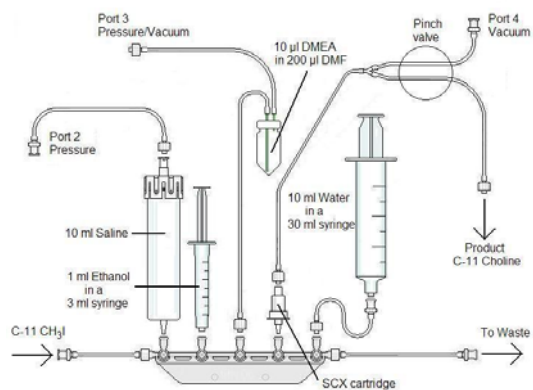 Port 3
Pressure/Vacuum
10 µl DMEA
in 200 µl DMF
Pinch
valve
Port 4
Vacuum
Port 2
Pressure
10 ml Saline
1 ml Ethanol
in a
3 ml syringe
10 ml Water
in a
30 ml syringe
Product
C-11 Choline
C-11 CH₃I
To Waste
SCX cartridge